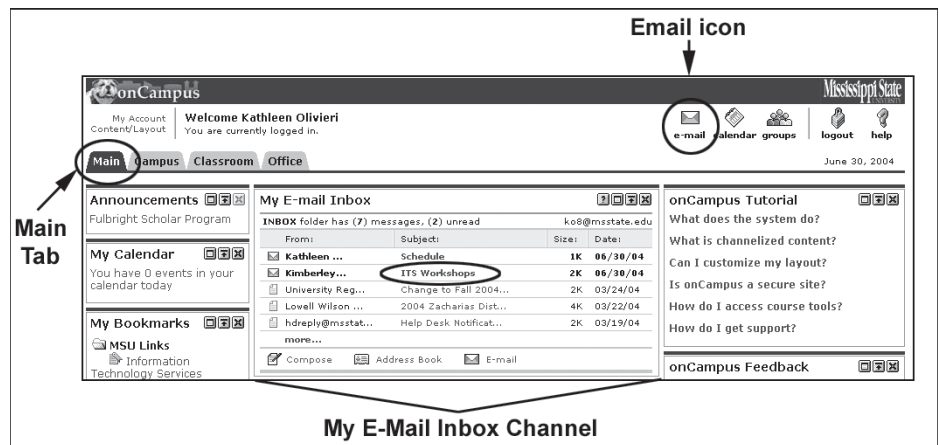 Email icon
onCampus
Mississippi State
UNIVERSITY
My Account
Content/Layout
Welcome Kathleen Olivieri
You are currently logged in.
e-mail calendar groups logout help
Main Campus Classroom Office
June 30, 2004
Main
Tab
Announcements
Fulbright Scholar Program
My Calendar
You have 0 events in your
calendar today
My Bookmarks
MSU Links
Information
Technology Services
My E-mail Inbox
INBOX folder has (7) messages, (2) unread ko8@msstate.edu
From: Subject: Size: Date:
Kathleen ... Schedule 1K 06/30/04
Kimberley... ITS Workshops 2K 06/30/04
University Reg... Change to Fall 2004... 2K 03/24/04
Lowell Wilson ... 2004 Zacharias Dist... 4K 03/22/04
hdreply@msstat... Help Desk Notificat... 2K 03/19/04
more...
Compose Address Book E-mail
onCampus Tutorial
What does the system do?
What is channelized content?
Can I customize my layout?
Is onCampus a secure site?
How do I access course tools?
How do I get support?
onCampus Feedback
My E-Mail Inbox Channel